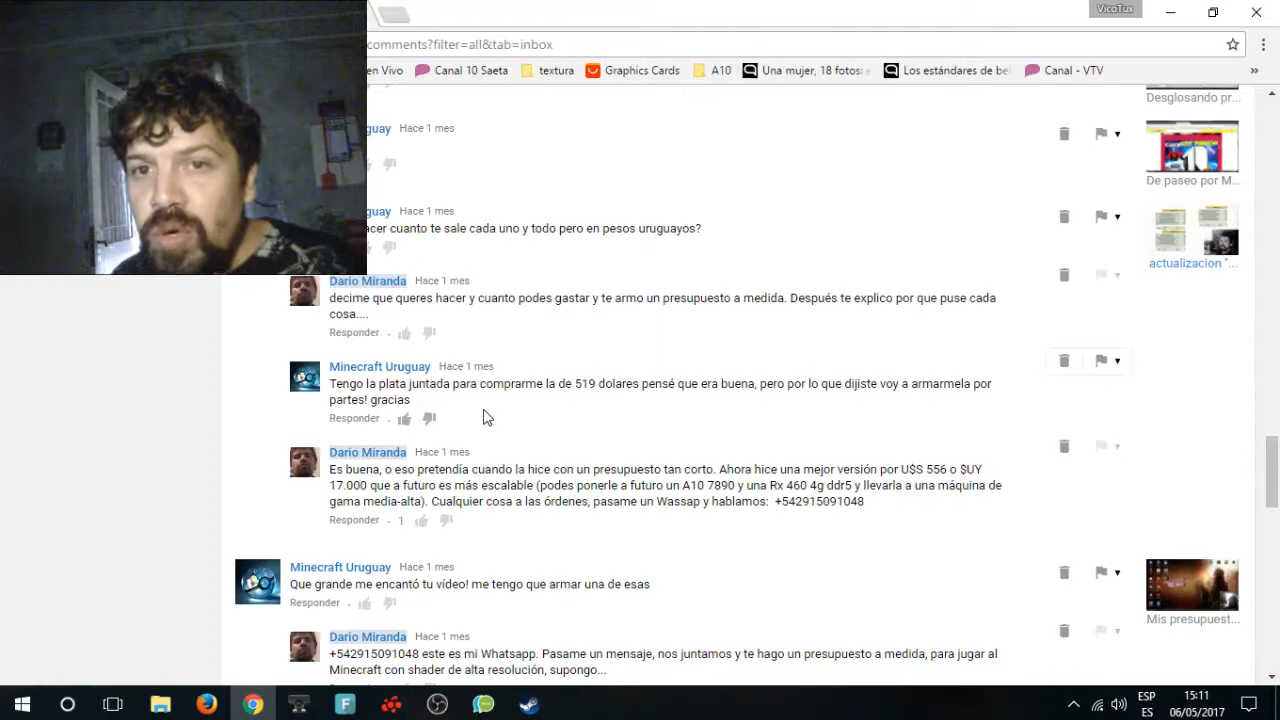 VicoTux
comments?filter=all&tab=inbox
en Vivo
Canal 10 Saeta
textura
Graphics Cards
A10
Una mujer, 18 fotos:
Los estándares de bel
Canal - VTV
»
Desglosando pr...
guay Hace 1 mes
De paseo por M...
guay Hace 1 mes
acer cuanto te sale cada uno y todo pero en pesos uruguayos?
actualizacion "...
Dario Miranda Hace 1 mes
decime que queres hacer y cuanto podes gastar y te armo un presupuesto a medida. Después te explico por que puse cada
cosa....
Responder .
Minecraft Uruguay Hace 1 mes
Tengo la plata juntada para comprarme la de 519 dolares pensé que era buena, pero por lo que dijiste voy a armarmela por
partes! gracias
Responder .
Dario Miranda Hace 1 mes
Es buena, o eso pretendía cuando la hice con un presupuesto tan corto. Ahora hice una mejor versión por U$S 556 o $UY
17.000 que a futuro es más escalable (podes ponerle a futuro un A10 7890 y una Rx 460 4g ddr5 y llevarla a una máquina de
gama media-alta). Cualquier cosa a las órdenes, pasame un Wassap y hablamos: +542915091048
Responder . 1
Minecraft Uruguay Hace 1 mes
Que grande me encantó tu vídeo! me tengo que armar una de esas
Responder .
Mis presupuest...
Dario Miranda Hace 1 mes
+542915091048 este es mi Whatsapp. Pasame un mensaje, nos juntamos y te hago un presupuesto a medida, para jugar al
Minecraft con shader de alta resolución, supongo...
ESP
ES
15:11
06/05/2017